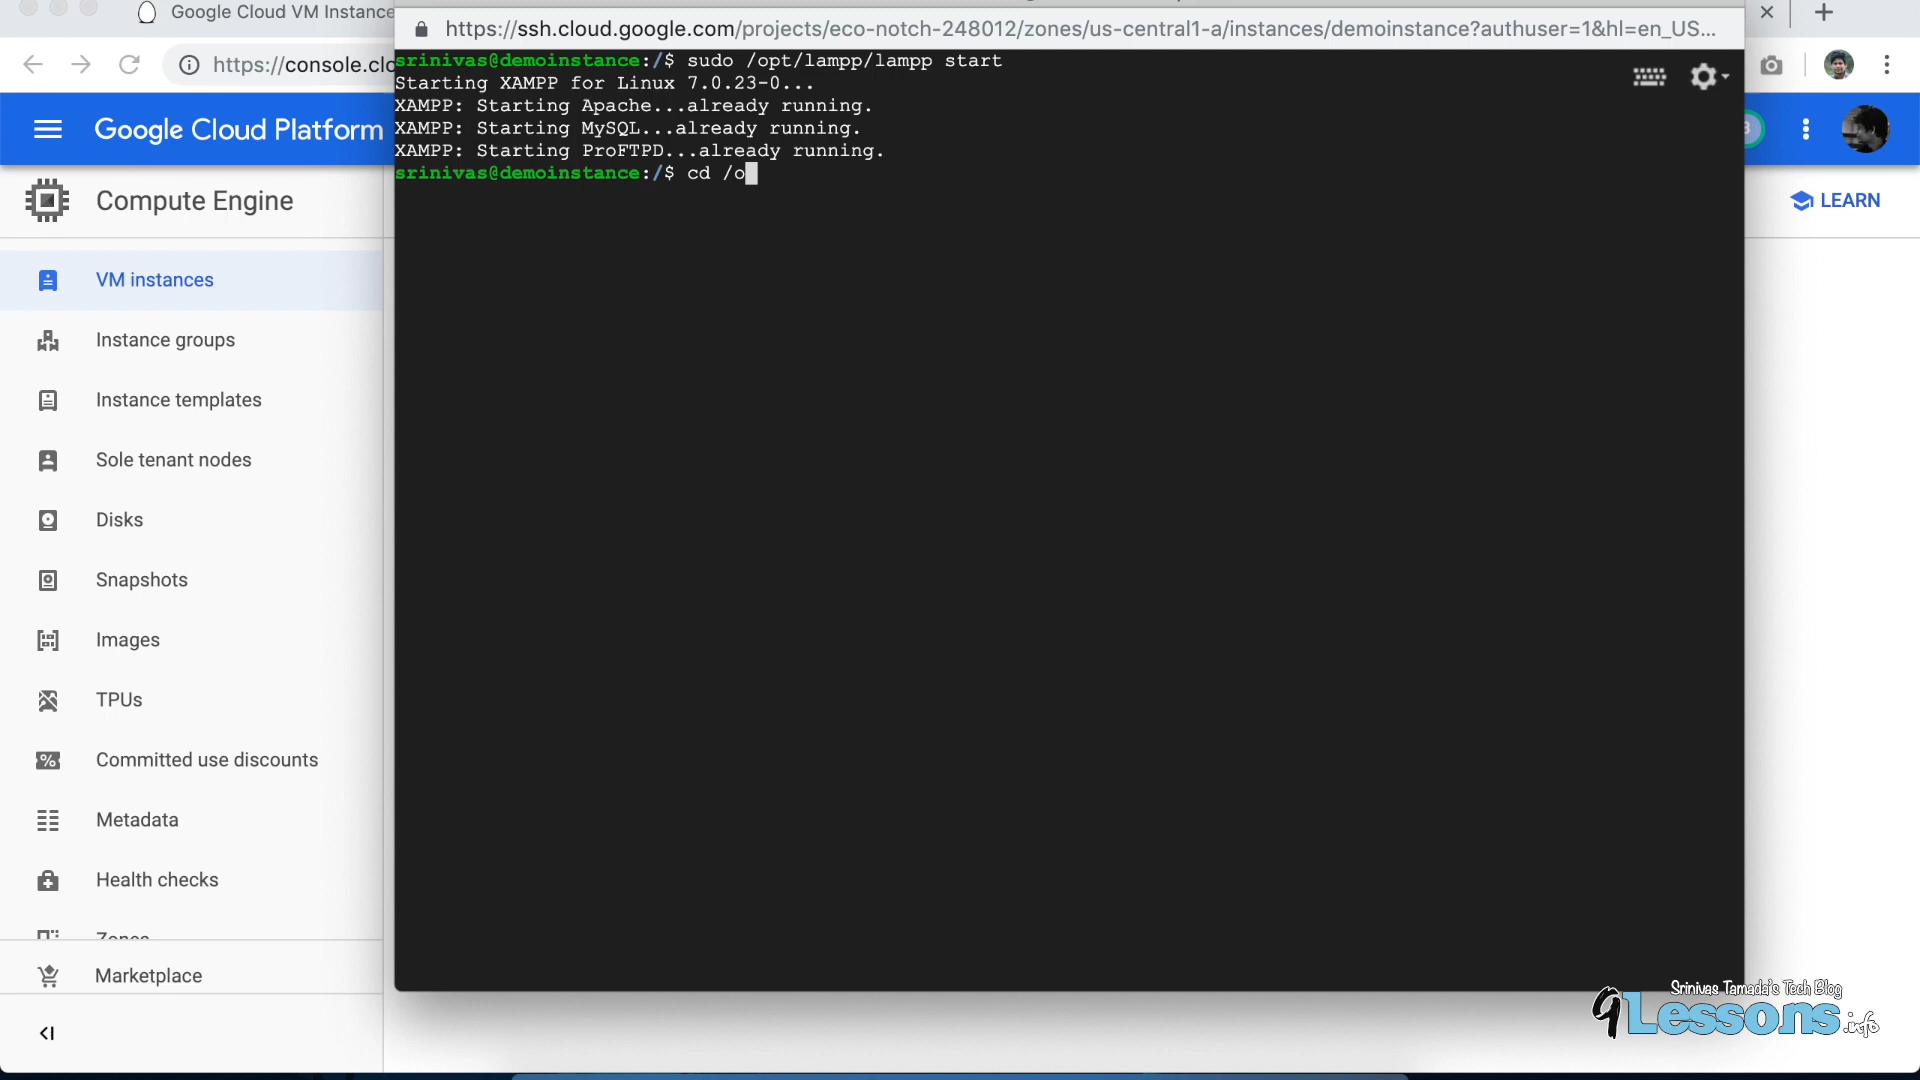 Google Cloud VM Instance
https://ssh.cloud.google.com/projects/eco-notch-248012/zones/us-central1-a/instances/demoinstance?authuser=1&hl=en_US...
https://console.clo
srinivas@demoinstance:/$ sudo /opt/lampp/lampp start
Starting XAMPP for Linux 7.0.23-0...
XAMPP: Starting Apache...already running.
XAMPP: Starting MySQL...already running.
XAMPP: Starting ProFTPD...already running.
srinivas@demoinstance:/$ cd /o
Google Cloud Platform
Compute Engine
LEARN
VM instances
Instance groups
Instance templates
Sole tenant nodes
Disks
Snapshots
Images
TPUs
Committed use discounts
Metadata
Health checks
Zones
Marketplace
Srinivas Tamada's Tech Blog
9Lessons.info